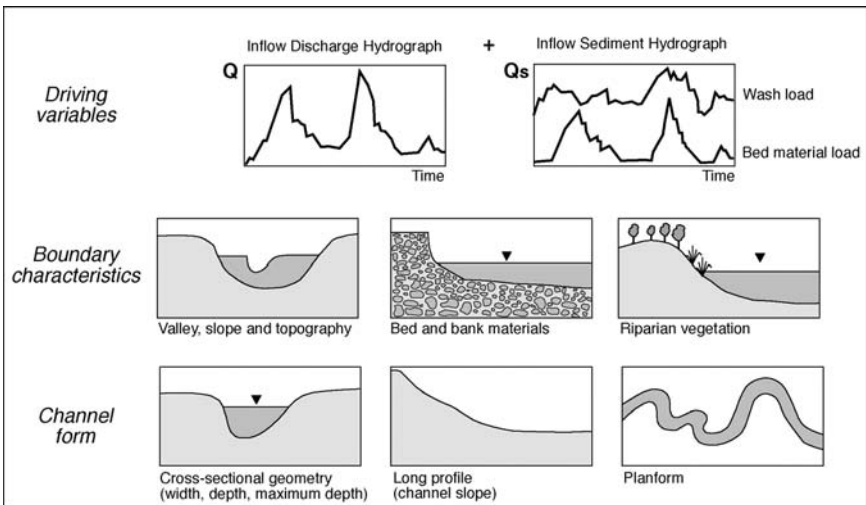 Inflow Discharge Hydrograph + Inflow Sediment Hydrograph
Driving
variables
Q
Time
Qs
Wash load
Bed material load
Time
Boundary
characteristics
Valley, slope and topography
Bed and bank materials
Riparian vegetation
Channel
form
Cross-sectional geometry
(width, depth, maximum depth)
Long profile
(channel slope)
Planform